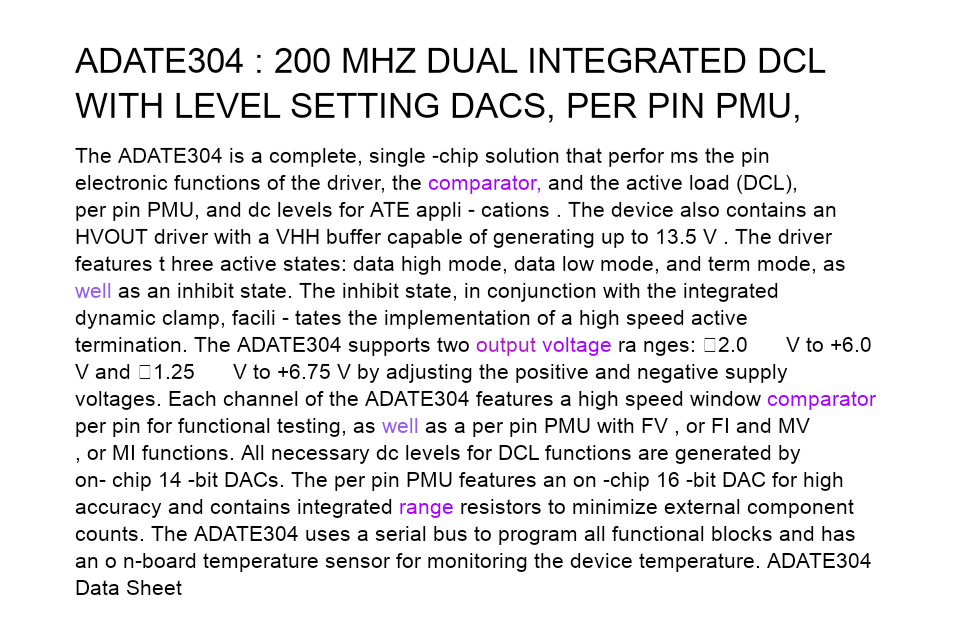 ADATE304 : 200 MHZ DUAL INTEGRATED DCL
WITH LEVEL SETTING DACS, PER PIN PMU,
The ADATE304 is a complete, single -chip solution that perfor ms the pin
electronic functions of the driver, the comparator, and the active load (DCL),
per pin PMU, and dc levels for ATE appli - cations . The device also contains an
HVOUT driver with a VHH buffer capable of generating up to 13.5 V . The driver
features t hree active states: data high mode, data low mode, and term mode, as
well as an inhibit state. The inhibit state, in conjunction with the integrated
dynamic clamp, facili - tates the implementation of a high speed active
termination. The ADATE304 supports two output voltage ra nges: □2.0 V to +6.0
V and □1.25 V to +6.75 V by adjusting the positive and negative supply
voltages. Each channel of the ADATE304 features a high speed window comparator
per pin for functional testing, as well as a per pin PMU with FV , or FI and MV
, or MI functions. All necessary dc levels for DCL functions are generated by
on- chip 14 -bit DACs. The per pin PMU features an on -chip 16 -bit DAC for high
accuracy and contains integrated range resistors to minimize external component
counts. The ADATE304 uses a serial bus to program all functional blocks and has
an o n-board temperature sensor for monitoring the device temperature. ADATE304
Data Sheet